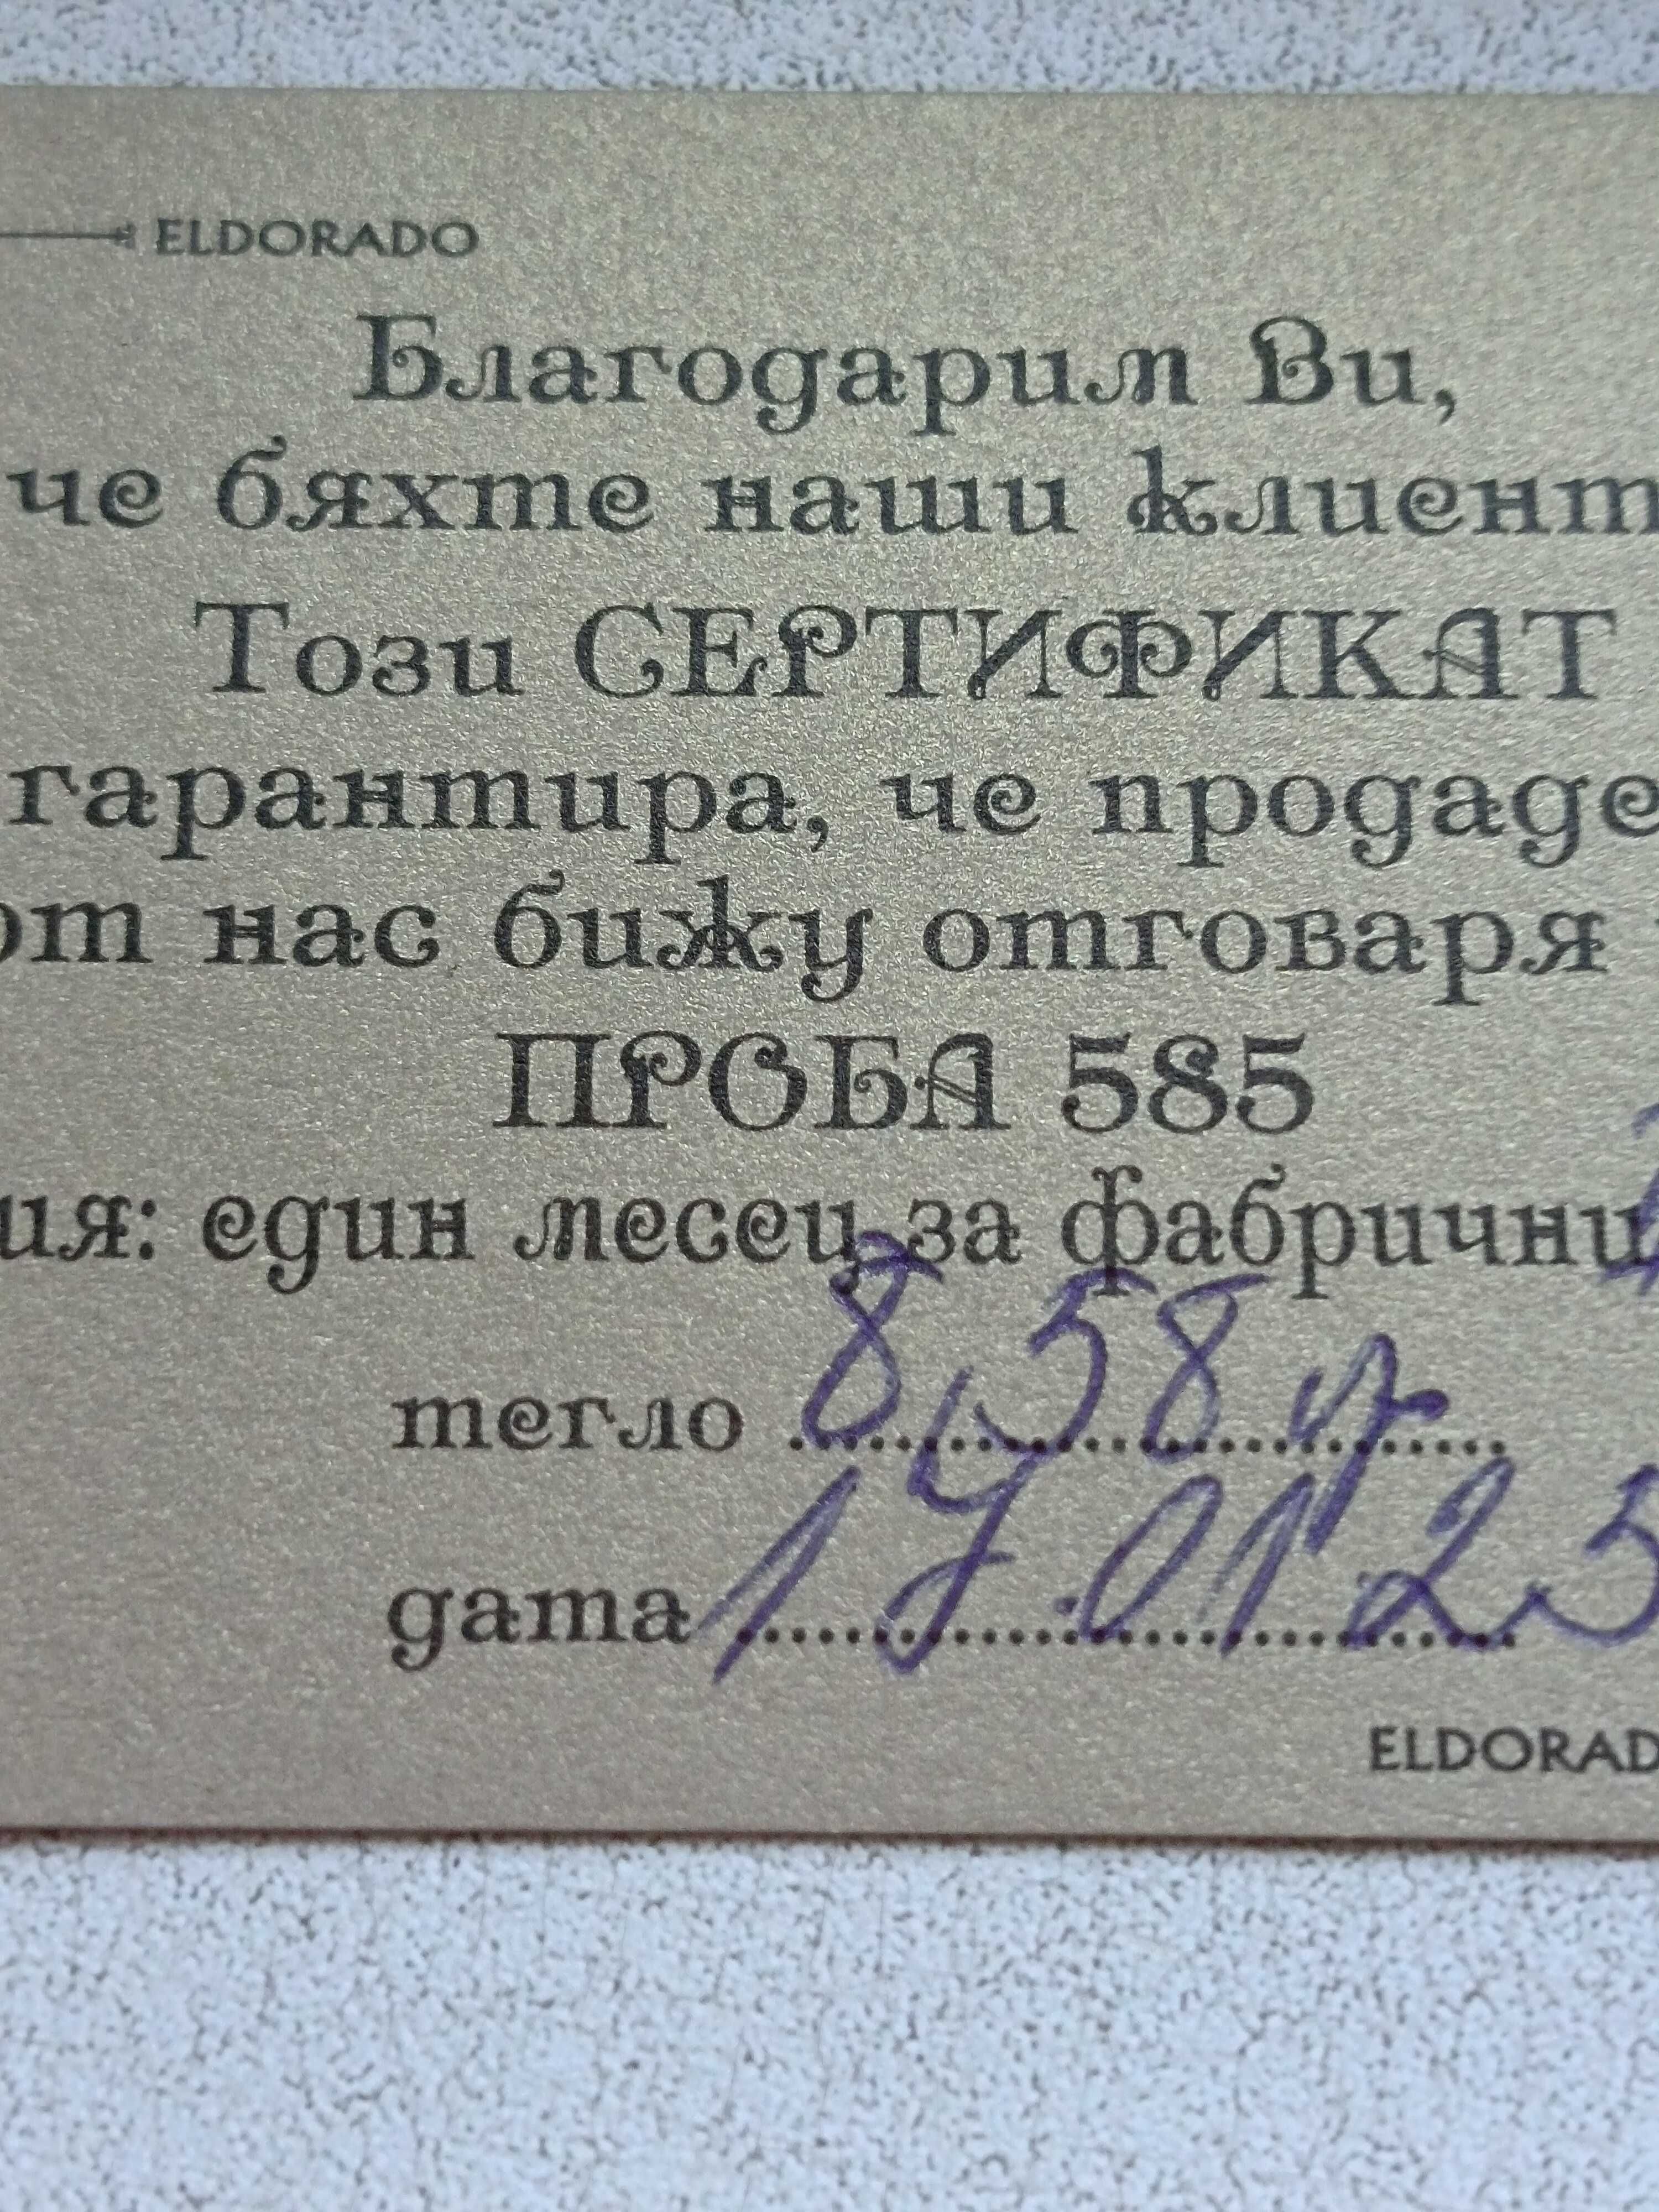 ELDORADO
Благодарим Ви,
че бяхте наши клиент
Този СЕРТИФИКАТ
гарантира, че продаде
от нас бижу отговаря
ПРОБА 585
ия: един месец за фабрични
тегло 8,58 гр
дата 17.01 25
ELDORAD